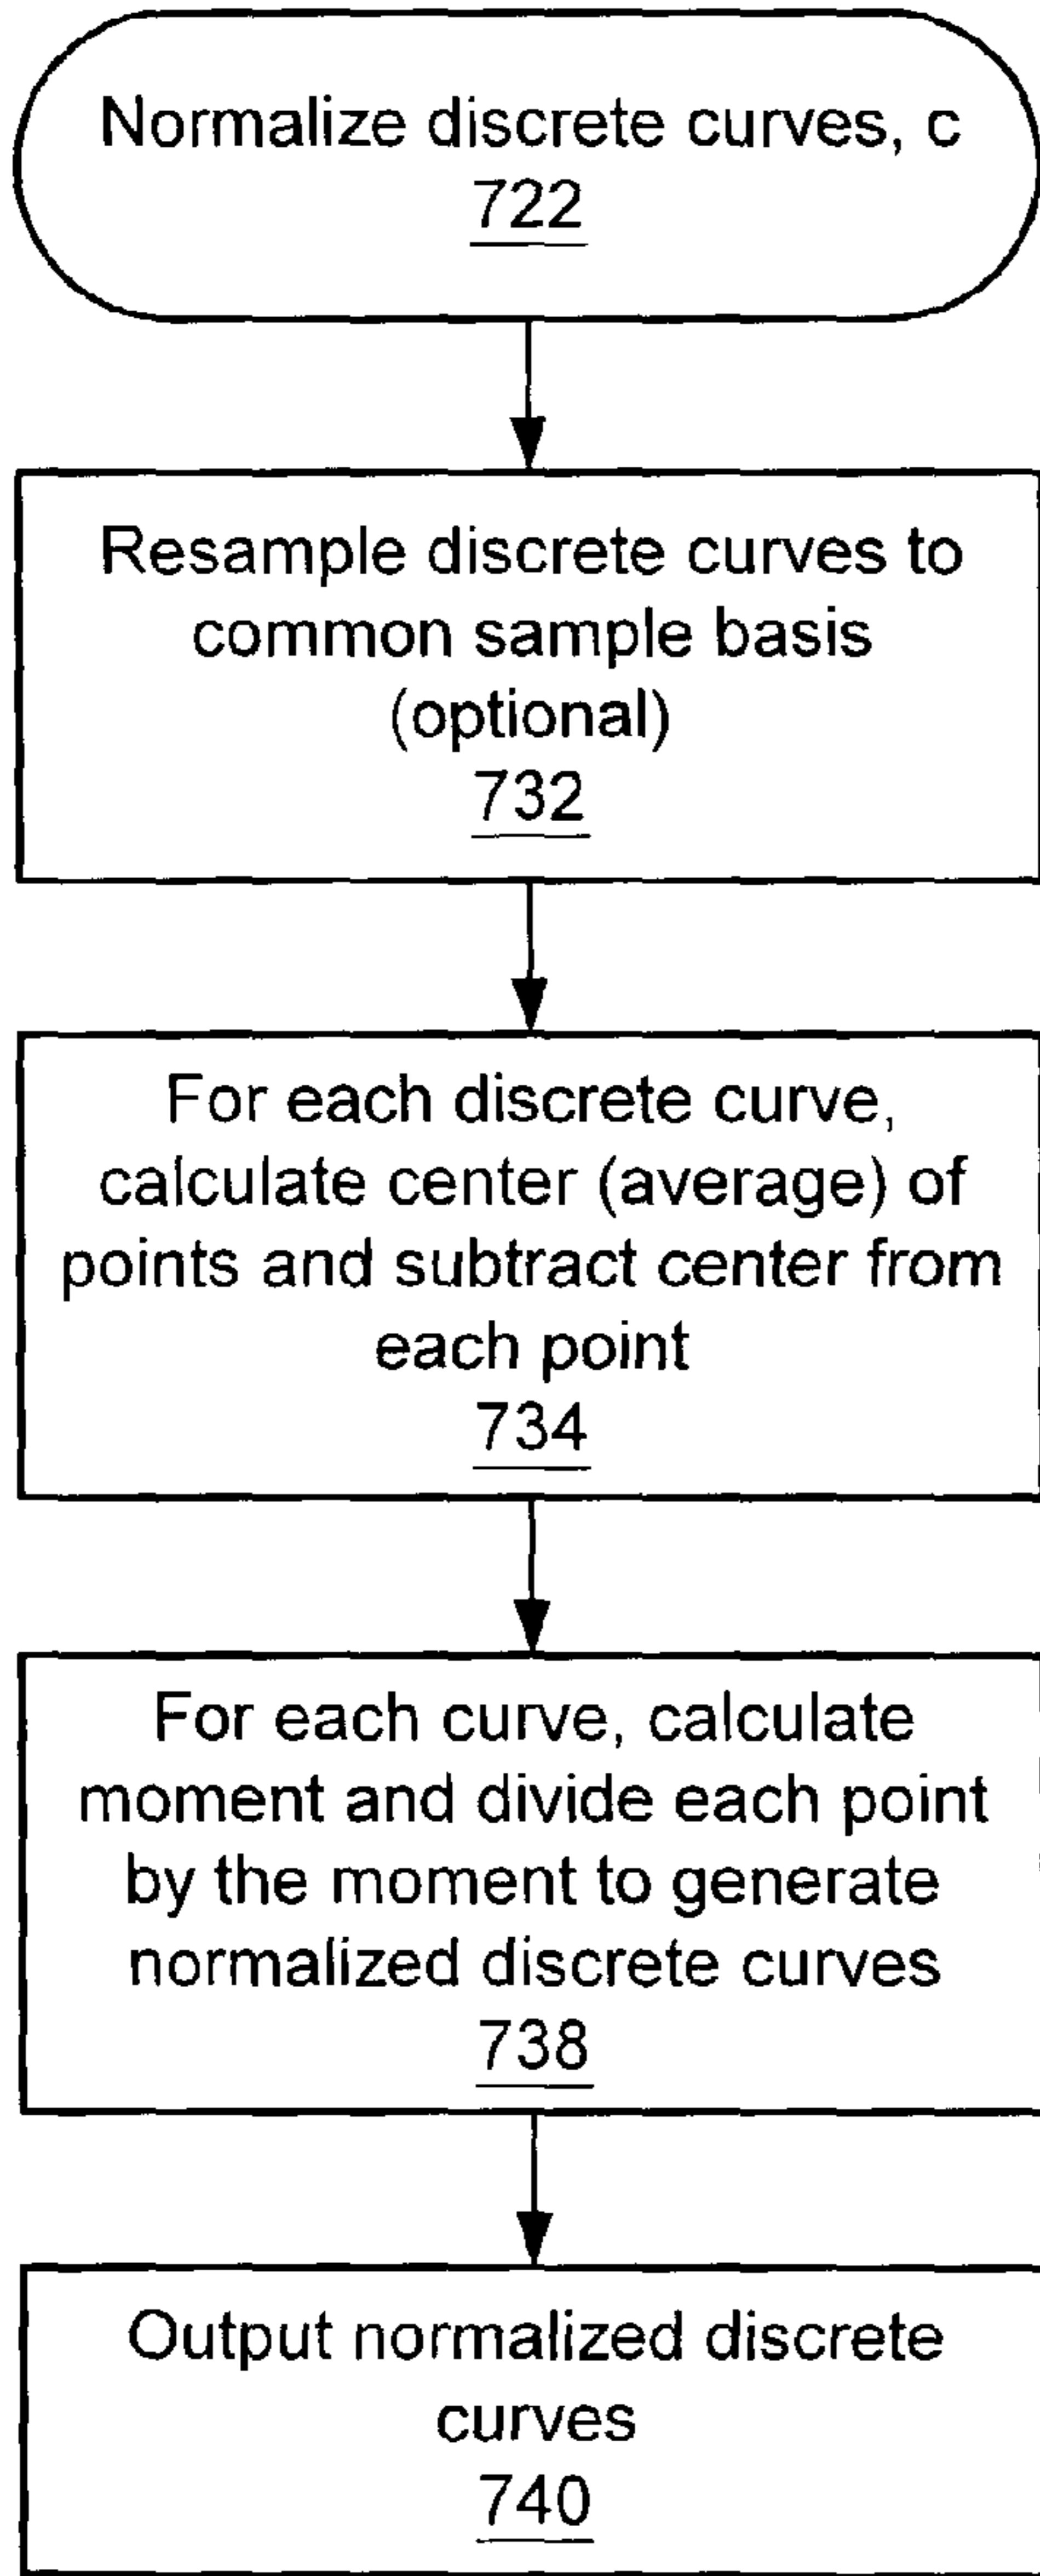 Normalize discrete curves, c
722
Resample discrete curves to
common sample basis
(optional)
732
For each discrete curve,
calculate center (average) of
points and subtract center from
each point
734
For each curve, calculate
moment and divide each point
by the moment to generate
normalized discrete curves
738
Output normalized discrete
curves
740